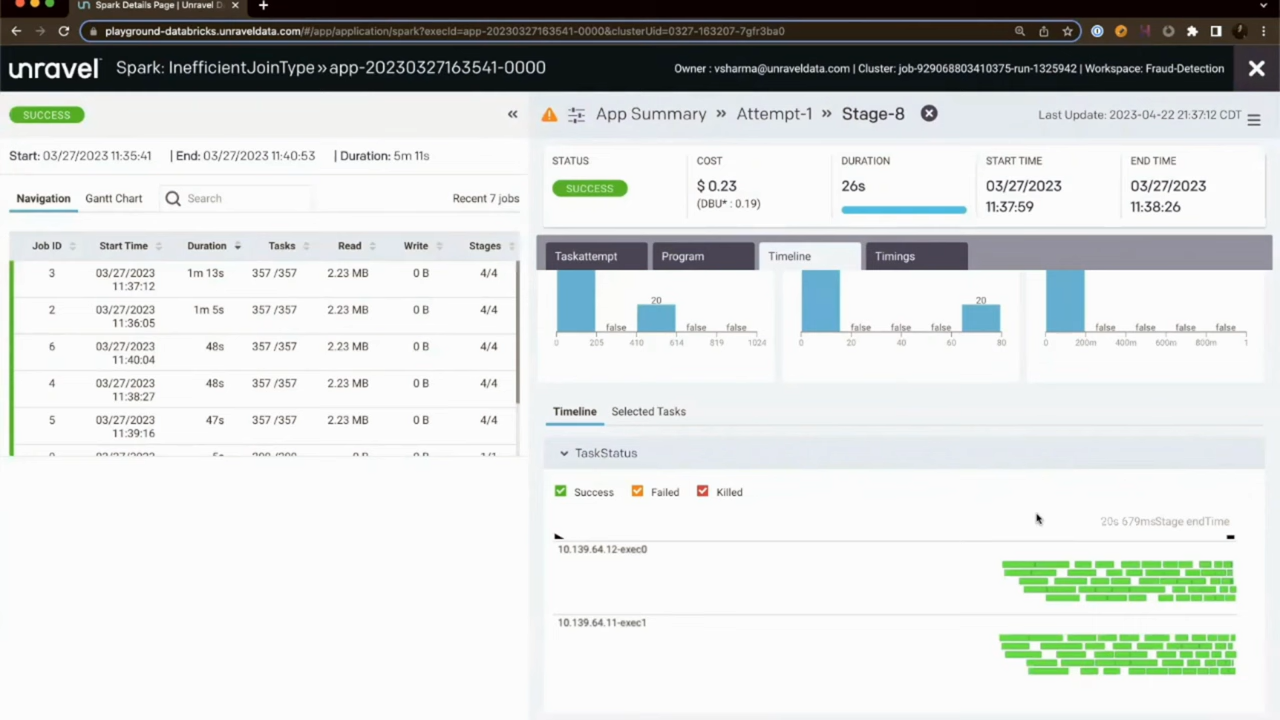 Spark Details Page | Unravel D
playground-databricks.unraveldata.com/#/app/application/spark?execId=app-20230327163541-0000&clusterUid=0327-163207-7gfr3ba0
unravel Spark: InefficientJoinType » app-20230327163541-0000
Owner : vsharma@unraveldata.com | Cluster: job-929068803410375-run-1325942 | Workspace: Fraud-Detection
SUCCESS
Start: 03/27/2023 11:35:41 | End: 03/27/2023 11:40:53 | Duration: 5m 11s
Navigation Gantt Chart Search Recent 7 jobs
Job ID Start Time Duration Tasks Read Write Stages
3 03/27/2023 11:37:12 1m 13s 357 /357 2.23 MB 0 B 4/4
2 03/27/2023 11:36:05 1m 5s 357 /357 2.23 MB 0 B 4/4
6 03/27/2023 11:40:04 48s 357 /357 2.23 MB 0 B 4/4
4 03/27/2023 11:38:27 48s 357 /357 2.23 MB 0 B 4/4
5 03/27/2023 11:39:16 47s 357 /357 2.23 MB 0 B 4/4
App Summary » Attempt-1 » Stage-8
Last Update: 2023-04-22 21:37:12 CDT
STATUS COST DURATION START TIME END TIME
SUCCESS $ 0.23 26s 03/27/2023 03/27/2023
(DBU* : 0.19) 11:37:59 11:38:26
Taskattempt Program Timeline Timings
20 20
false false false false false false false false false false
0 205 410 614 819 1024
0 20 40 60 80
0 200m 400m 600m 800m 1
Timeline Selected Tasks
TaskStatus
Success Failed Killed
20s 679msStage endTime
10.139.64.12-exec0
10.139.64.11-exec1